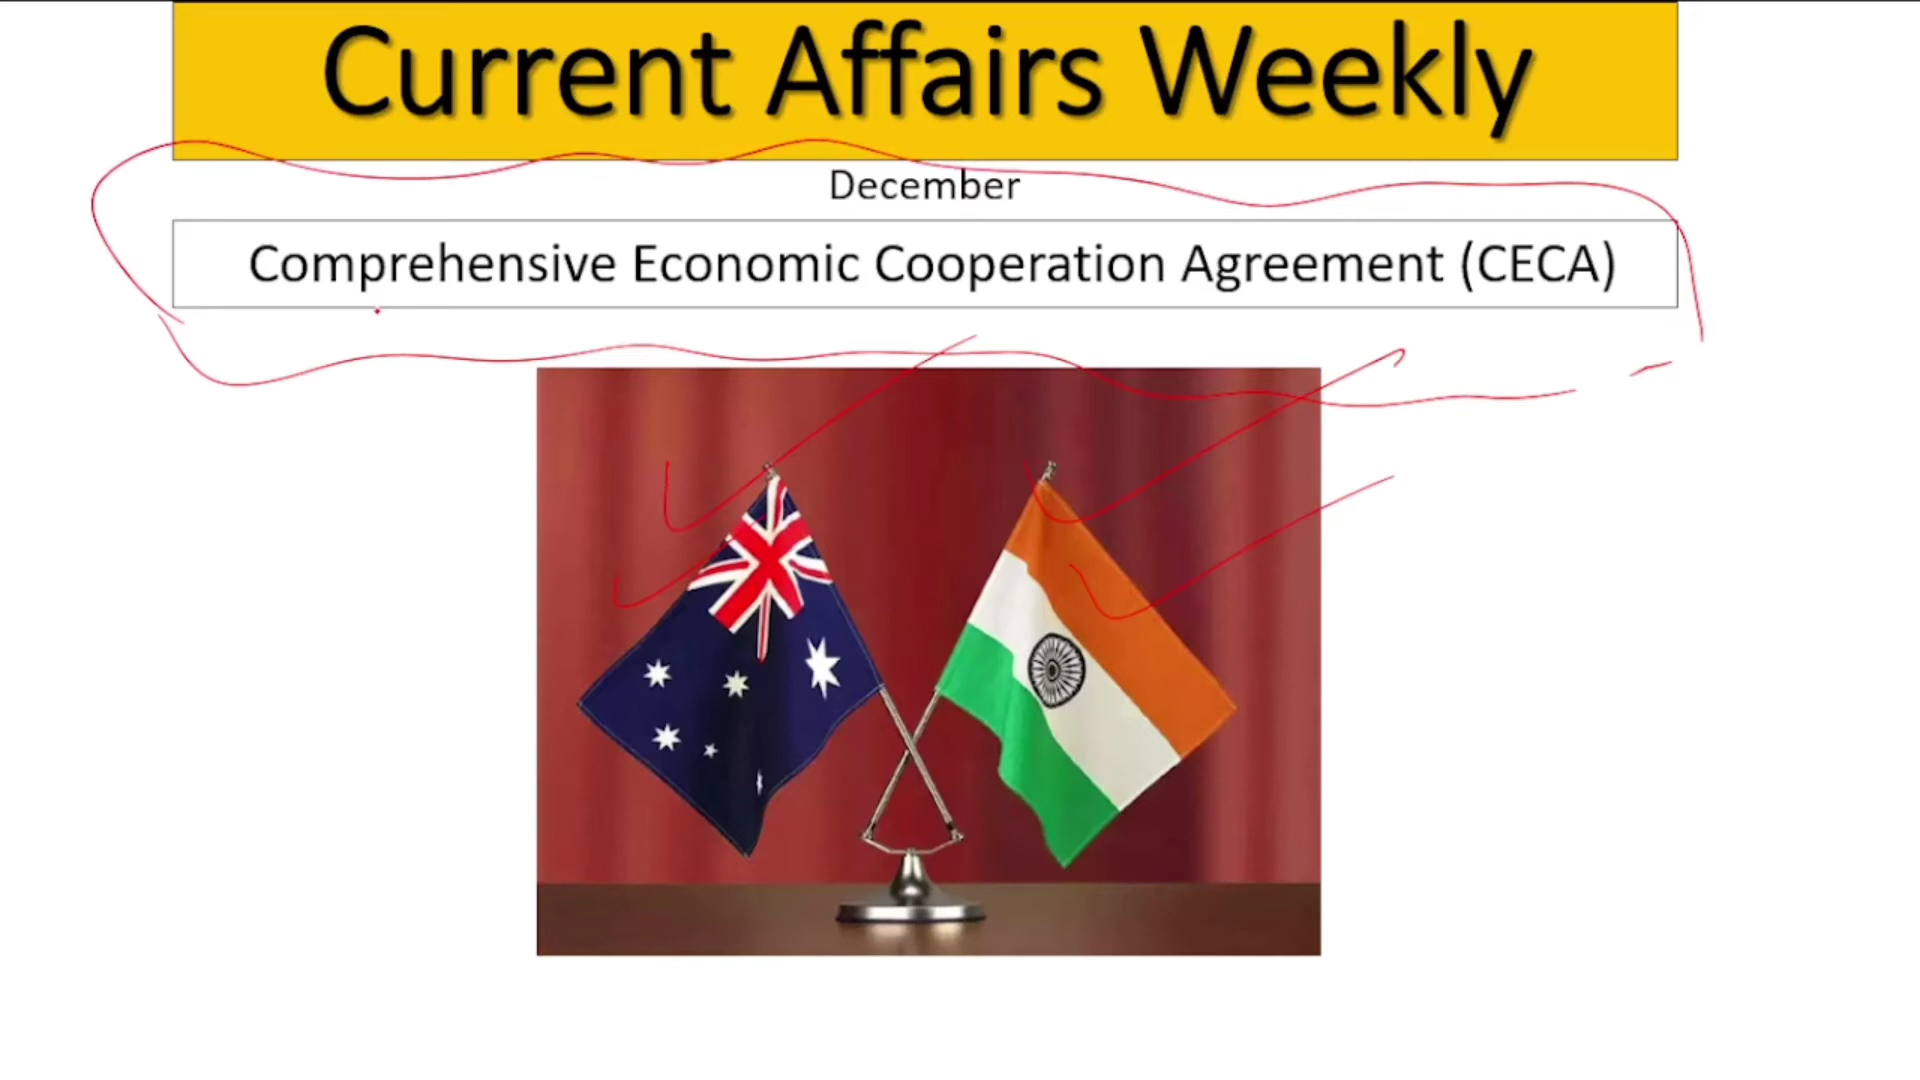 Current Affairs Weekly
December
Comprehensive Economic Cooperation Agreement (CECA)